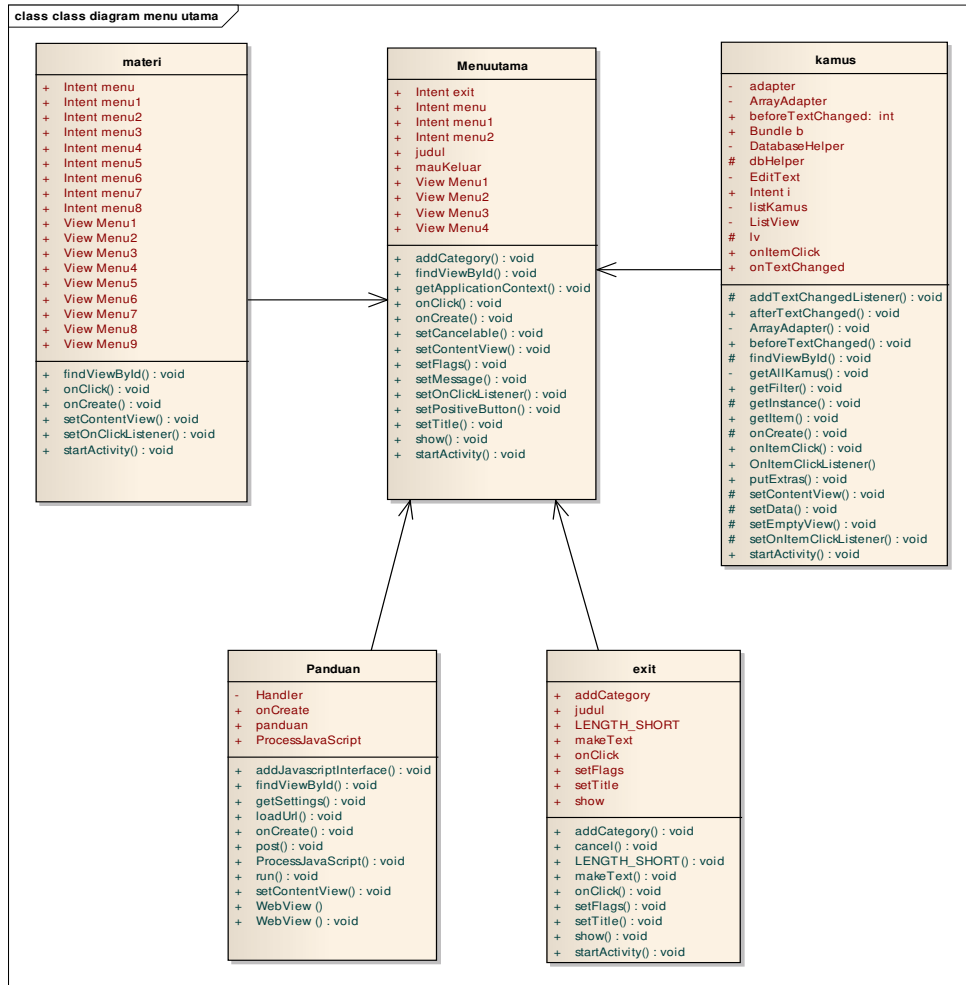 class class diagram menu utama
materi
+ Intent menu
+ Intent menu1
+ Intent menu2
+ Intent menu3
+ Intent menu4
+ Intent menu5
+ Intent menu6
+ Intent menu7
+ Intent menu8
+ View Menu1
+ View Menu2
+ View Menu3
+ View Menu4
+ View Menu5
+ View Menu6
+ View Menu7
+ View Menu8
+ View Menu9
+ findViewById() : void
+ onClick() : void
+ onCreate() : void
+ setContentView() : void
+ setOnClickListener() : void
+ startActivity() : void
Menuutama
+ Intent exit
+ Intent menu
+ Intent menu1
+ Intent menu2
+ judul
+ mauKeluar
+ View Menu1
+ View Menu2
+ View Menu3
+ View Menu4
+ addCategory() : void
+ findViewById() : void
+ getApplicationContext() : void
+ onClick() : void
+ onCreate() : void
+ setCancelable() : void
+ setContentView() : void
+ setFlags() : void
+ setMessage() : void
+ setOnClickListener() : void
+ setPositiveButton() : void
+ setTitle() : void
+ show() : void
+ startActivity() : void
kamus
- adapter
- ArrayAdapter
+ beforeTextChanged: int
+ Bundle b
- DatabaseHelper
# dbHelper
- EditText
+ Intent i
- listKamus
- ListView
# lv
+ onItemClick
+ onTextChanged
# addTextChangedListener() : void
+ afterTextChanged() : void
- ArrayAdapter() : void
+ beforeTextChanged() : void
# findViewById() : void
- getAllKamus() : void
+ getFilter() : void
# getInstance() : void
+ getItem() : void
# onCreate() : void
+ onItemClick() : void
+ OnItemClickListener()
+ putExtras() : void
# setContentView() : void
# setData() : void
# setEmptyView() : void
# setOnItemClickListener() : void
+ startActivity() : void
Panduan
- Handler
+ onCreate
+ panduan
+ ProcessJavaScript
+ addJavascriptInterface() : void
+ findViewById() : void
+ getSettings() : void
+ loadUrl() : void
+ onCreate() : void
+ post() : void
+ ProcessJavaScript() : void
+ run() : void
+ setContentView() : void
+ WebView ()
+ WebView () : void
exit
+ addCategory
+ judul
+ LENGTH_SHORT
+ makeText
+ onClick
+ setFlags
+ setTitle
+ show
+ addCategory() : void
+ cancel() : void
+ LENGTH_SHORT() : void
+ makeText() : void
+ onClick() : void
+ setFlags() : void
+ setTitle() : void
+ show() : void
+ startActivity() : void